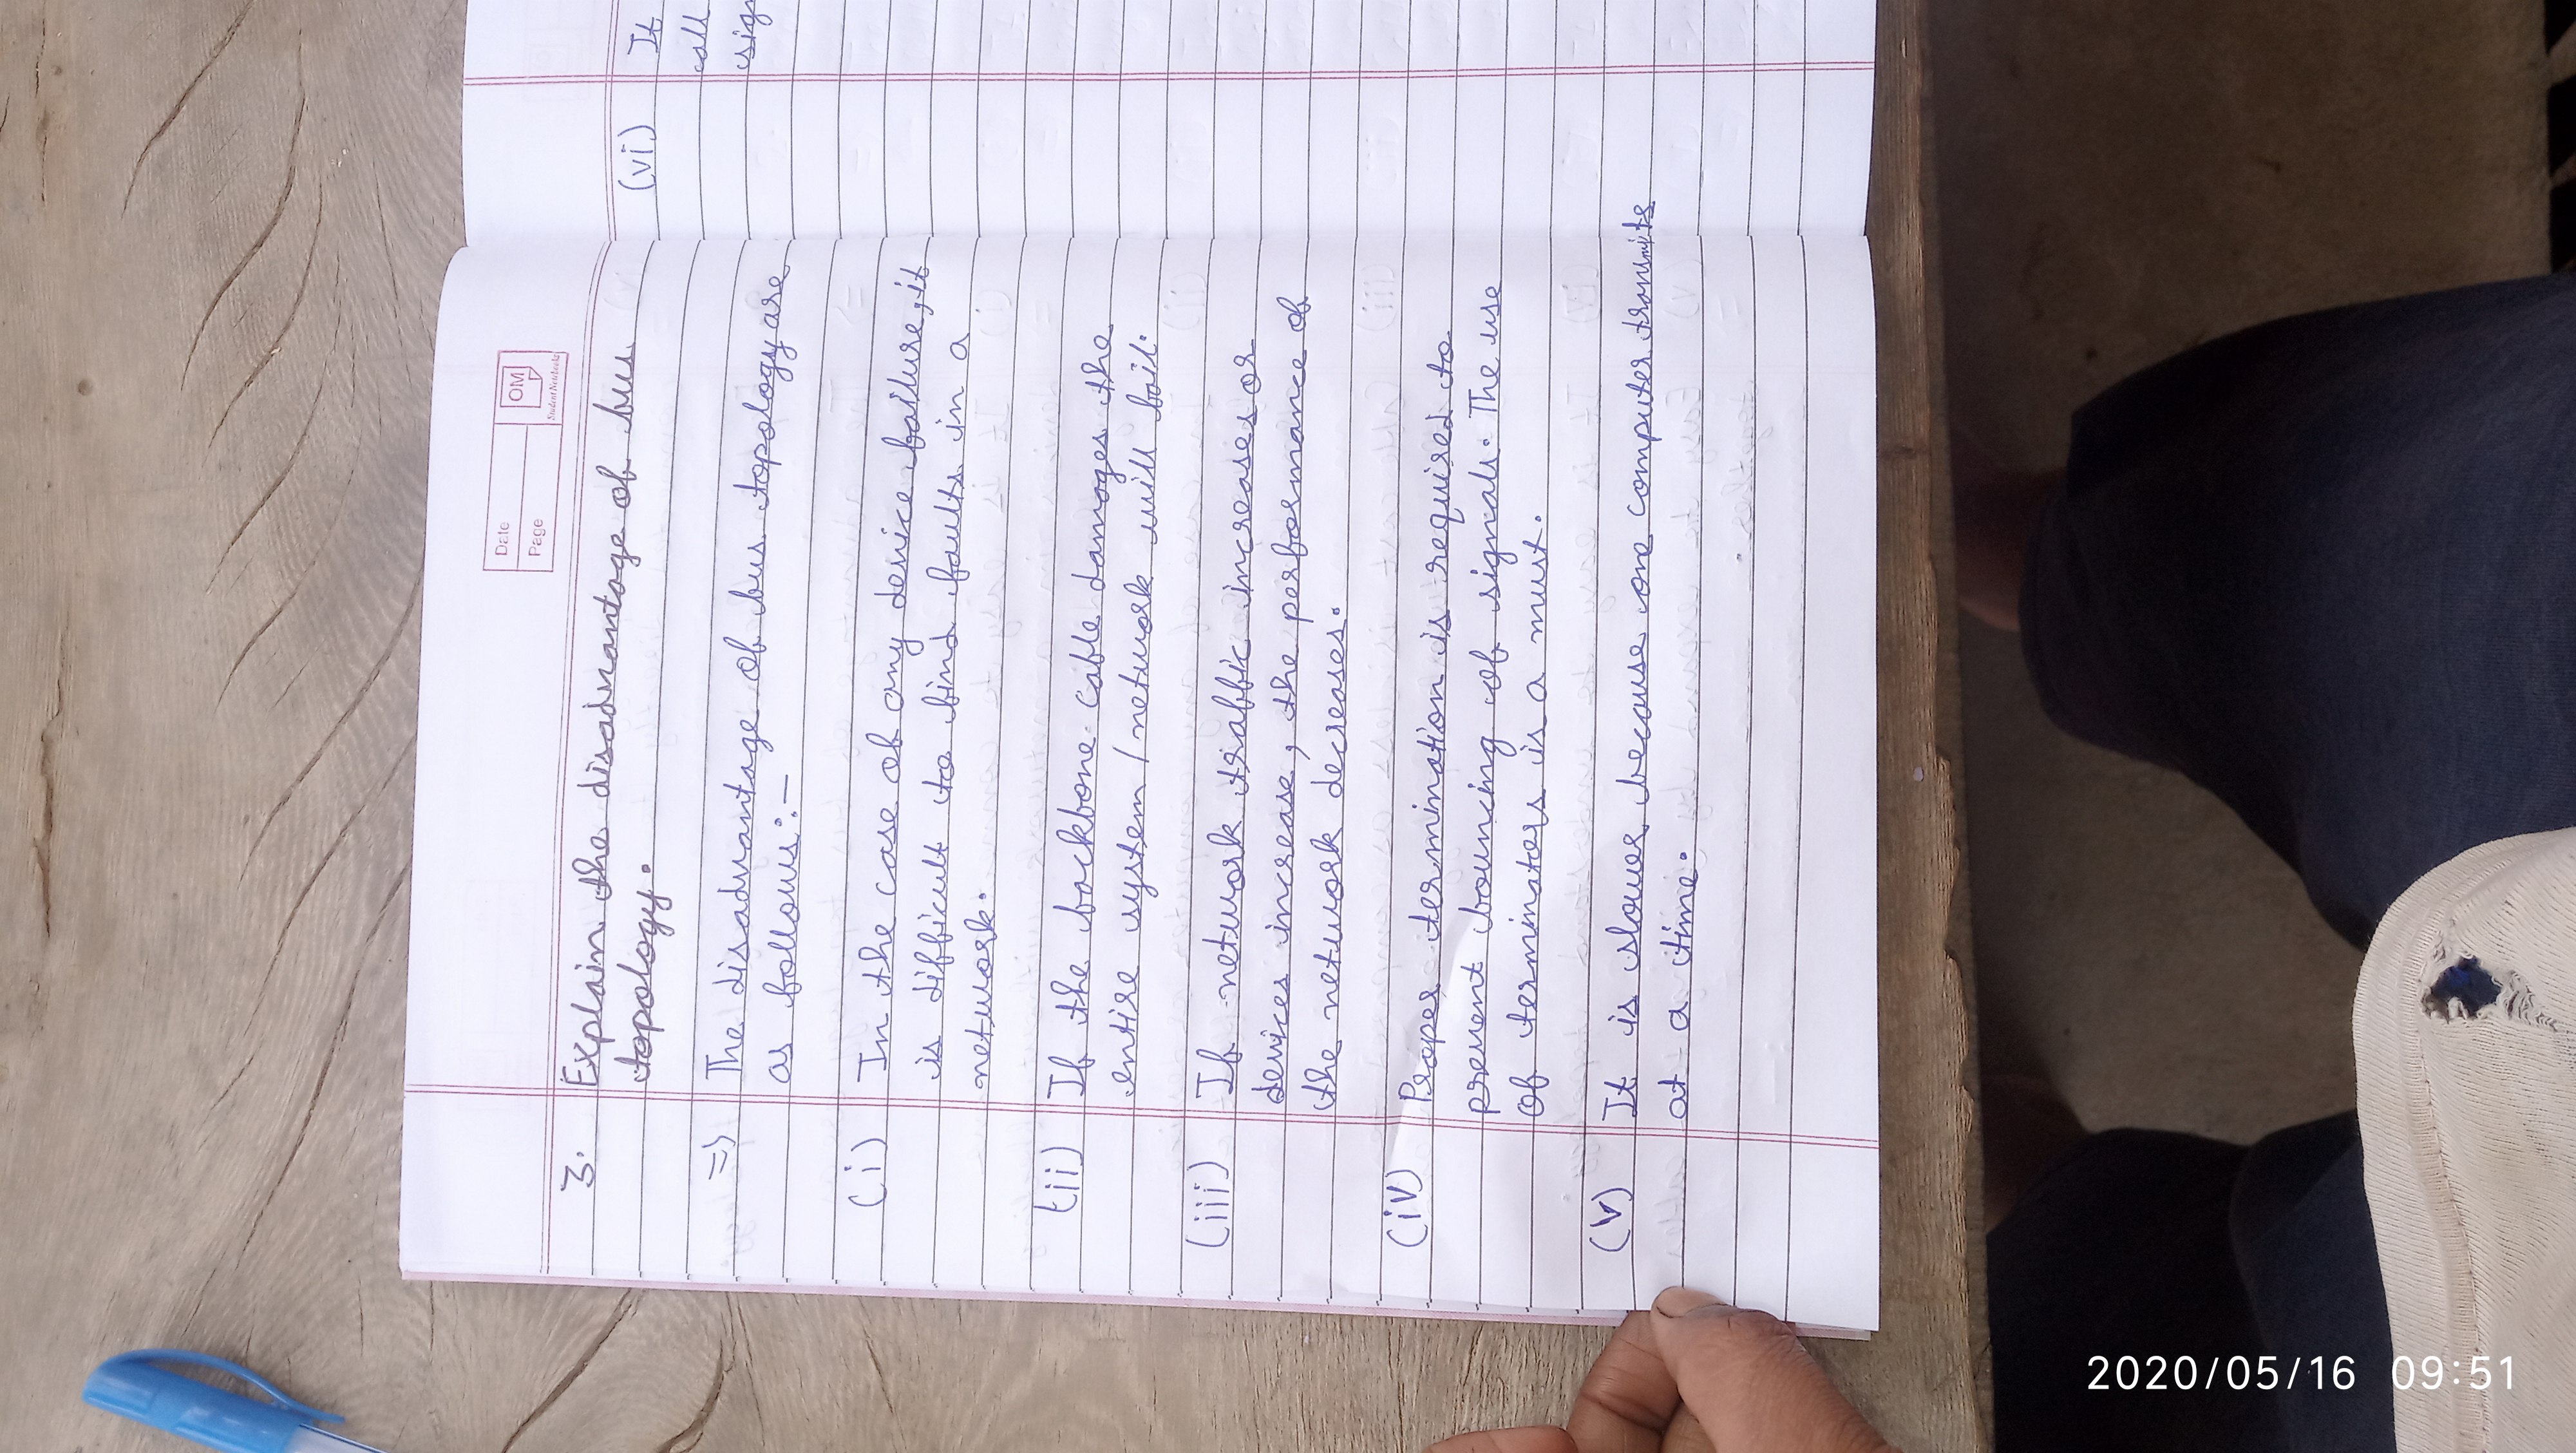 Date
Page
OM
Student Notebooks
3. Explain the disadvantage of bus
topology.
=> The disadvantage of bus topology are
as follows:-
(i) In the case of any device failure, it
is difficult to find faults in a
network.
(ii) If the backbone cable damages the
entire system / network will fail.
(iii) If network traffic increases or
devices increase, the performance of
the network decreases.
(iv) Proper termination is required to
prevent bouncing of signals. The use
of terminators is a must.
(v) It is slower because one computer transmits
at a time.
(vi) It
call
sign
2020/05/16 09:51